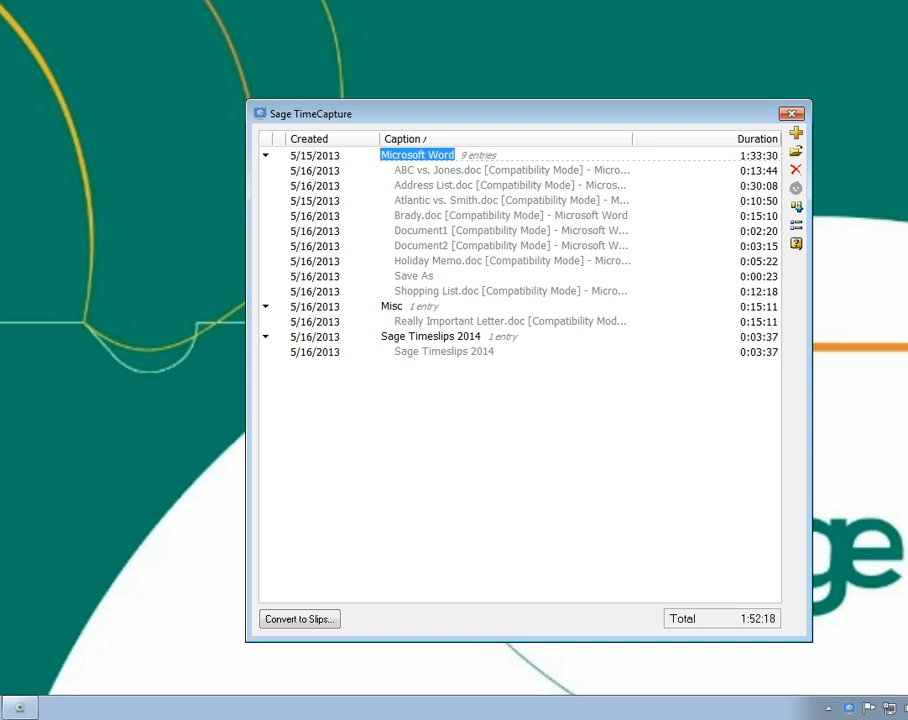 Sage TimeCapture
Created Caption Duration
5/15/2013 Microsoft Word 9 entries 1:33:30
5/16/2013 ABC vs. Jones.doc [Compatibility Mode] - Micro... 0:13:44
5/16/2013 Address List.doc [Compatibility Mode] - Micros... 0:30:08
5/15/2013 Atlantic vs. Smith.doc [Compatibility Mode] - M... 0:10:50
5/16/2013 Brady.doc [Compatibility Mode] - Microsoft Word 0:15:10
5/16/2013 Document1 [Compatibility Mode] - Microsoft W... 0:02:20
5/16/2013 Document2 [Compatibility Mode] - Microsoft W... 0:03:15
5/16/2013 Holiday Memo.doc [Compatibility Mode] - Micro... 0:05:22
5/16/2013 Save As 0:00:23
5/16/2013 Shopping List.doc [Compatibility Mode] - Micro... 0:12:18
5/16/2013 Misc 1 entry 0:15:11
5/16/2013 Really Important Letter.doc [Compatibility Mod... 0:15:11
5/16/2013 Sage Timeslips 2014 1 entry 0:03:37
5/16/2013 Sage Timeslips 2014 0:03:37
ge
Convert to Slips... Total 1:52:18